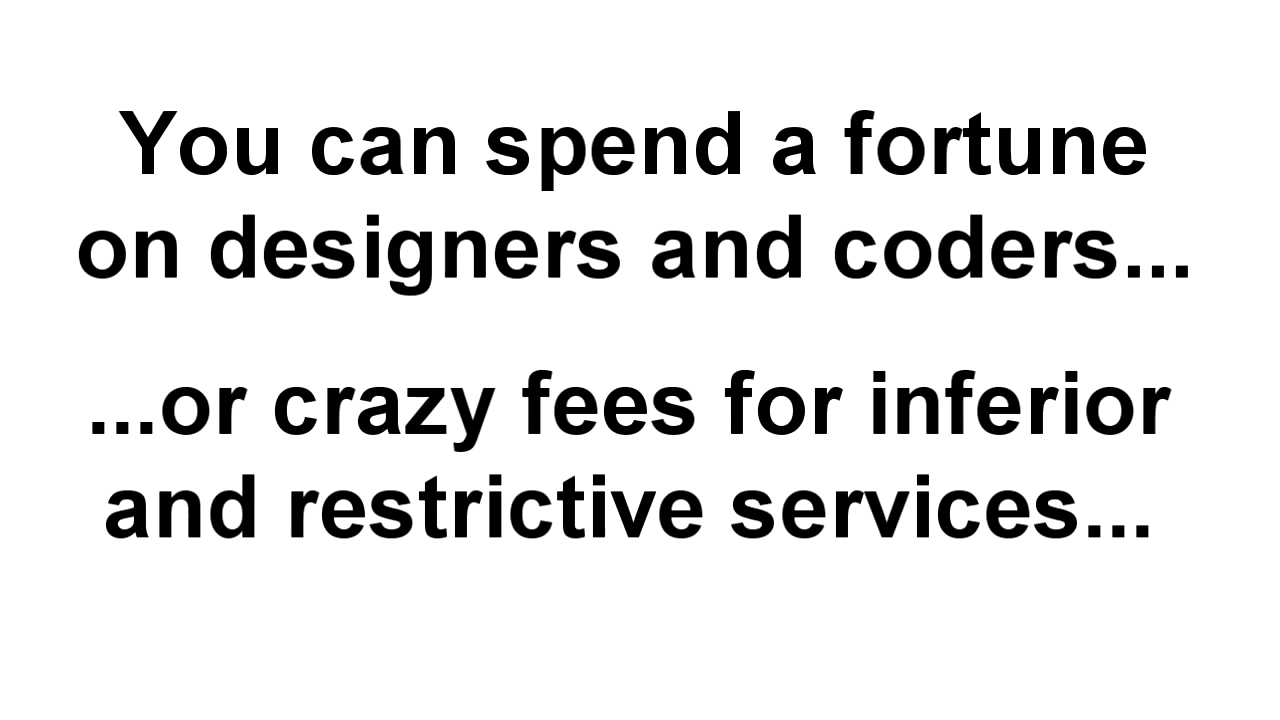 You can spend a fortune
on designers and coders...
...or crazy fees for inferior
and restrictive services...